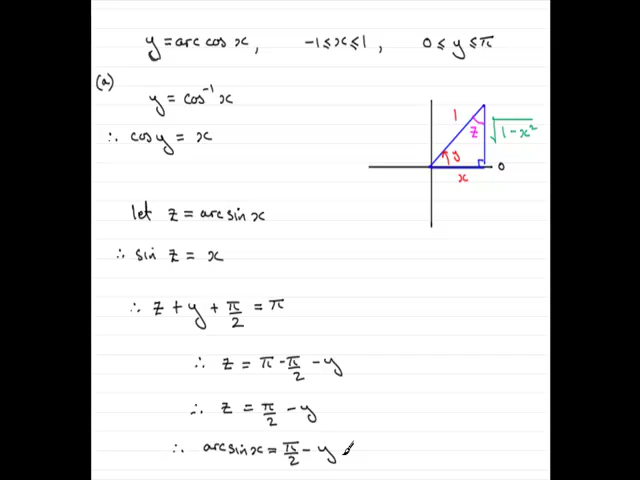 y = arc cos x, -1 ≤ x ≤ 1, 0 ≤ y ≤ π
(a)
y = cos⁻¹ x
∴ cos y = x
1
z
√(1 - x²)
y
x
0
let z = arc sin x
∴ sin z = x
∴ z + y + π/2 = π
∴ z = π - π/2 - y
∴ z = π/2 - y
∴ arc sin x = π/2 - y